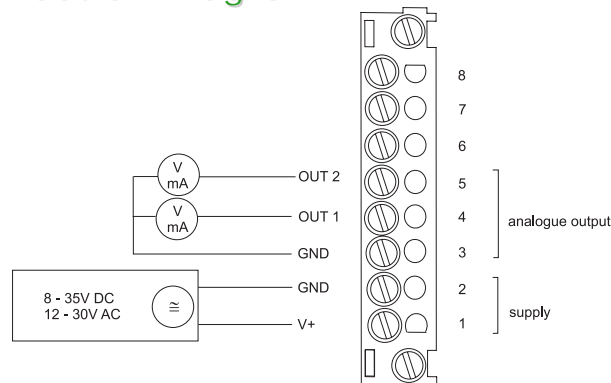 8
7
6
V
mA
OUT 2
5
V
mA
OUT 1
4
analogue output
GND
3
8 - 35V DC
12 - 30V AC
≅
GND
2
supply
V+
1